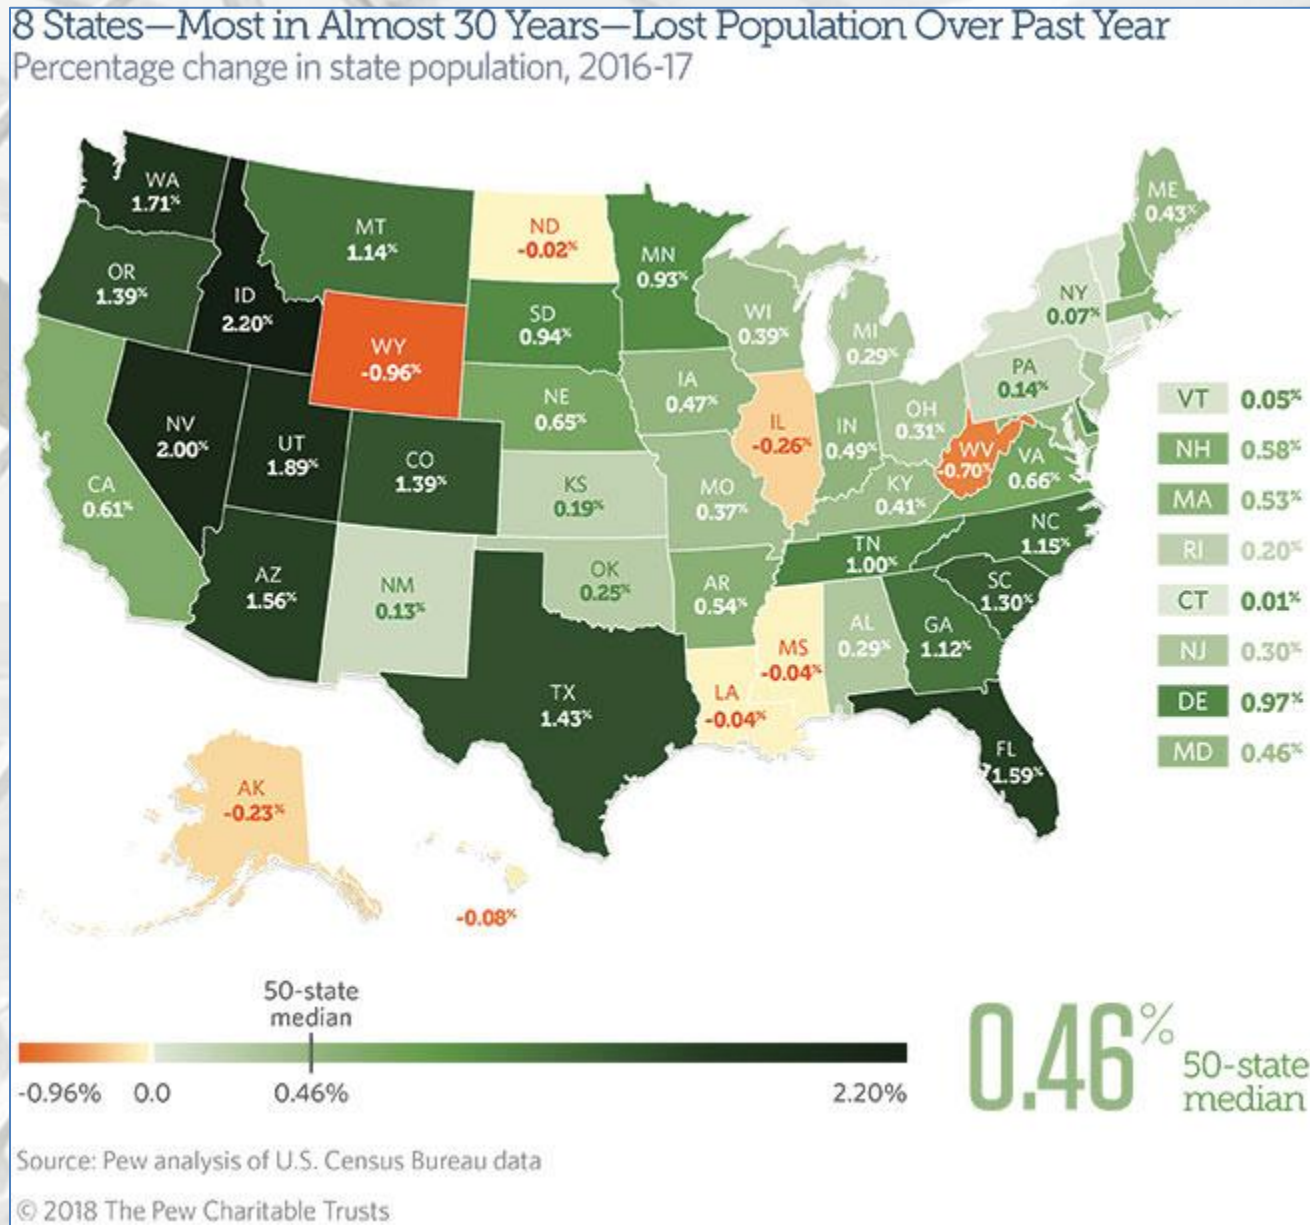 8 States—Most in Almost 30 Years—Lost Population Over Past Year
Percentage change in state population, 2016-17
WA
1.71%
OR
1.39%
ID
2.20%
MT
1.14%
ND
-0.02%
MN
0.93%
WY
-0.96%
SD
0.94%
WI
0.39%
MI
0.29%
NY
0.07%
ME
0.43%
NV
2.00%
UT
1.89%
CO
1.39%
NE
0.65%
IA
0.47%
IL
-0.26%
IN
0.49%
OH
0.31%
PA
0.14%
CA
0.61%
KS
0.19%
MO
0.37%
KY
0.41%
WV
-0.70%
VA
0.66%
AZ
1.56%
NM
0.13%
OK
0.25%
AR
0.54%
TN
1.00%
NC
1.15%
SC
1.30%
TX
1.43%
LA
-0.04%
MS
-0.04%
AL
0.29%
GA
1.12%
FL
1.59%
AK
-0.23%
-0.08%
VT 0.05%
NH 0.58%
MA 0.53%
RI 0.20%
CT 0.01%
NJ 0.30%
DE 0.97%
MD 0.46%
50-state
median
-0.96% 0.0 0.46% 2.20%
0.46% 50-state
median
Source: Pew analysis of U.S. Census Bureau data
© 2018 The Pew Charitable Trusts